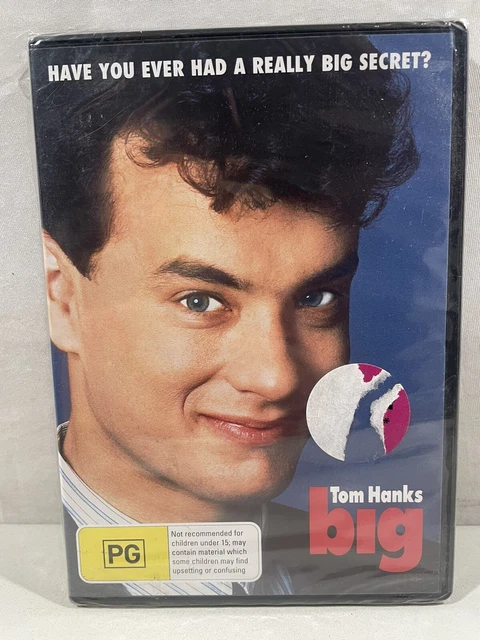 HAVE YOU EVER HAD A REALLY BIG SECRET?
Tom Hanks
big
PG
Not recommended for
children under 15; may
contain material which
some children may find
upsetting or confusing